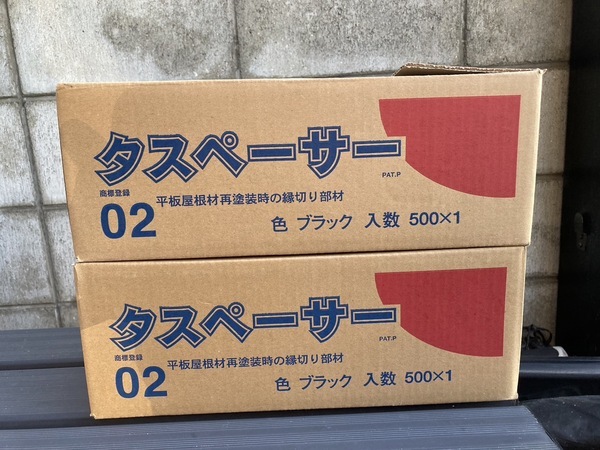 タスペーサー
PAT.P
商標登録
02
平板屋根材再塗装時の縁切り部材
色 ブラック 入数 500×1
タスペーサー
PAT.P
商標登録
02
平板屋根材再塗装時の縁切り部材
色 ブラック 入数 500×1